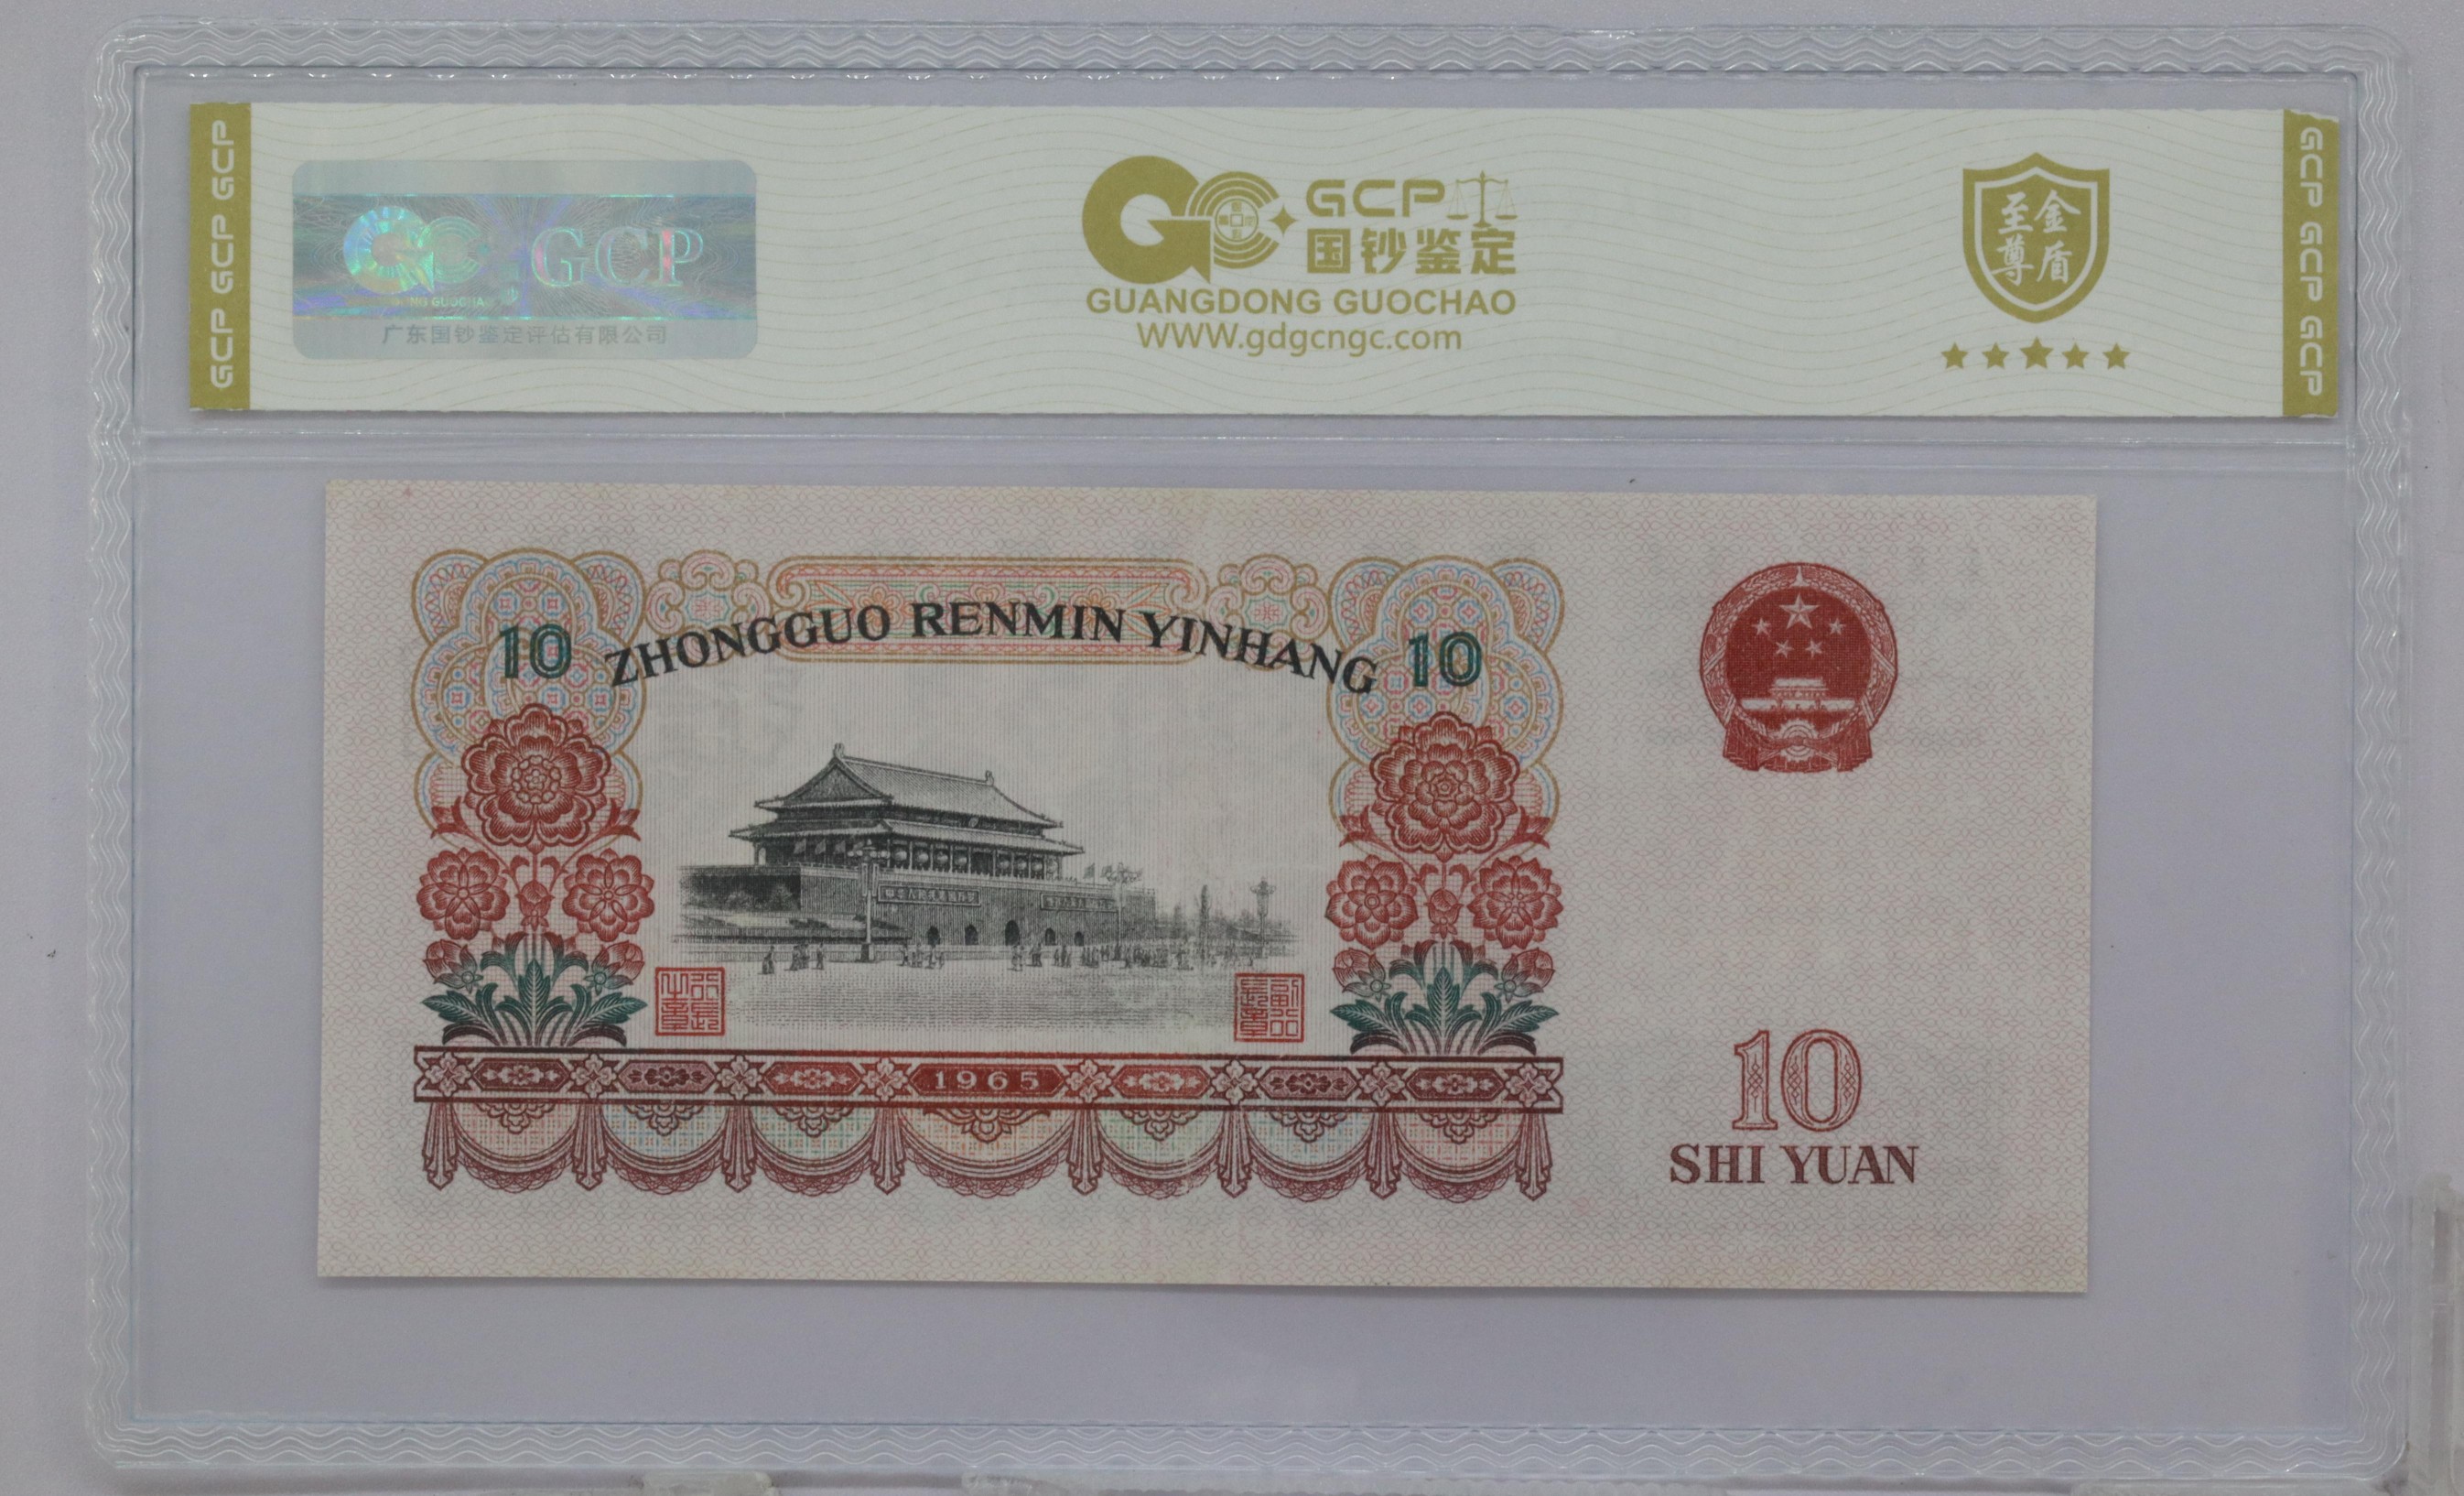 GCP GCP GCP
GCP
广东国钞鉴定评估有限公司
GCP
国钞鉴定
GUANGDONG GUOCHAO
WWW.gdgcngc.com
至尊金盾
GCP GCP GCP
ZHONGGUO RENMIN YINHANG
10
10
1965
10
SHI YUAN